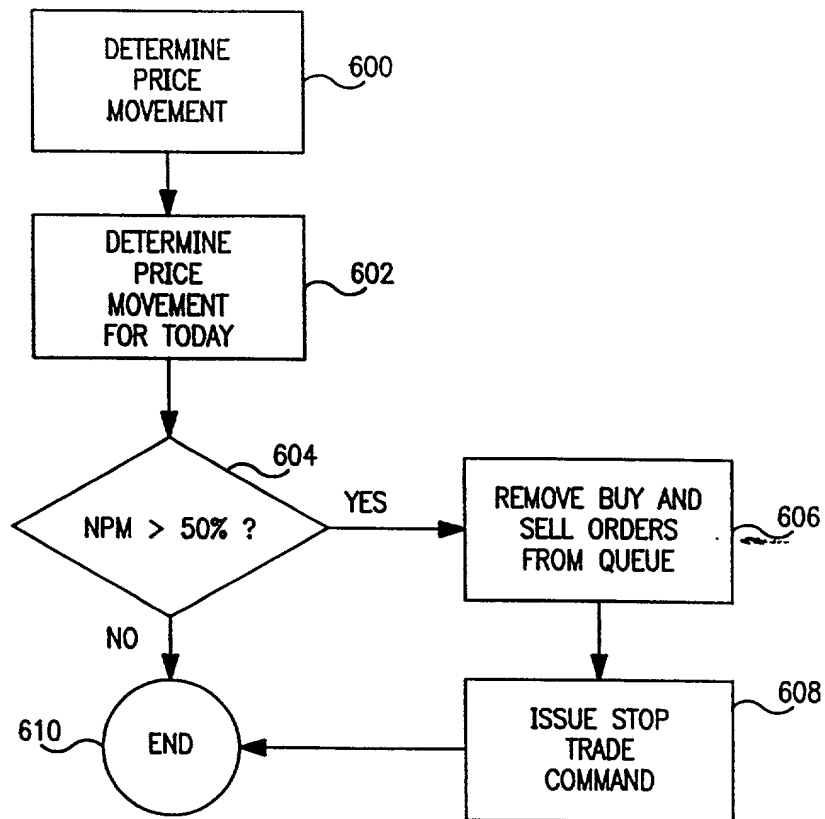 DETERMINE
PRICE
MOVEMENT
600
DETERMINE
PRICE
MOVEMENT
FOR TODAY
602
604
NPM > 50% ?
YES
REMOVE BUY AND
SELL ORDERS
FROM QUEUE
606
NO
610
END
ISSUE STOP
TRADE
COMMAND
608